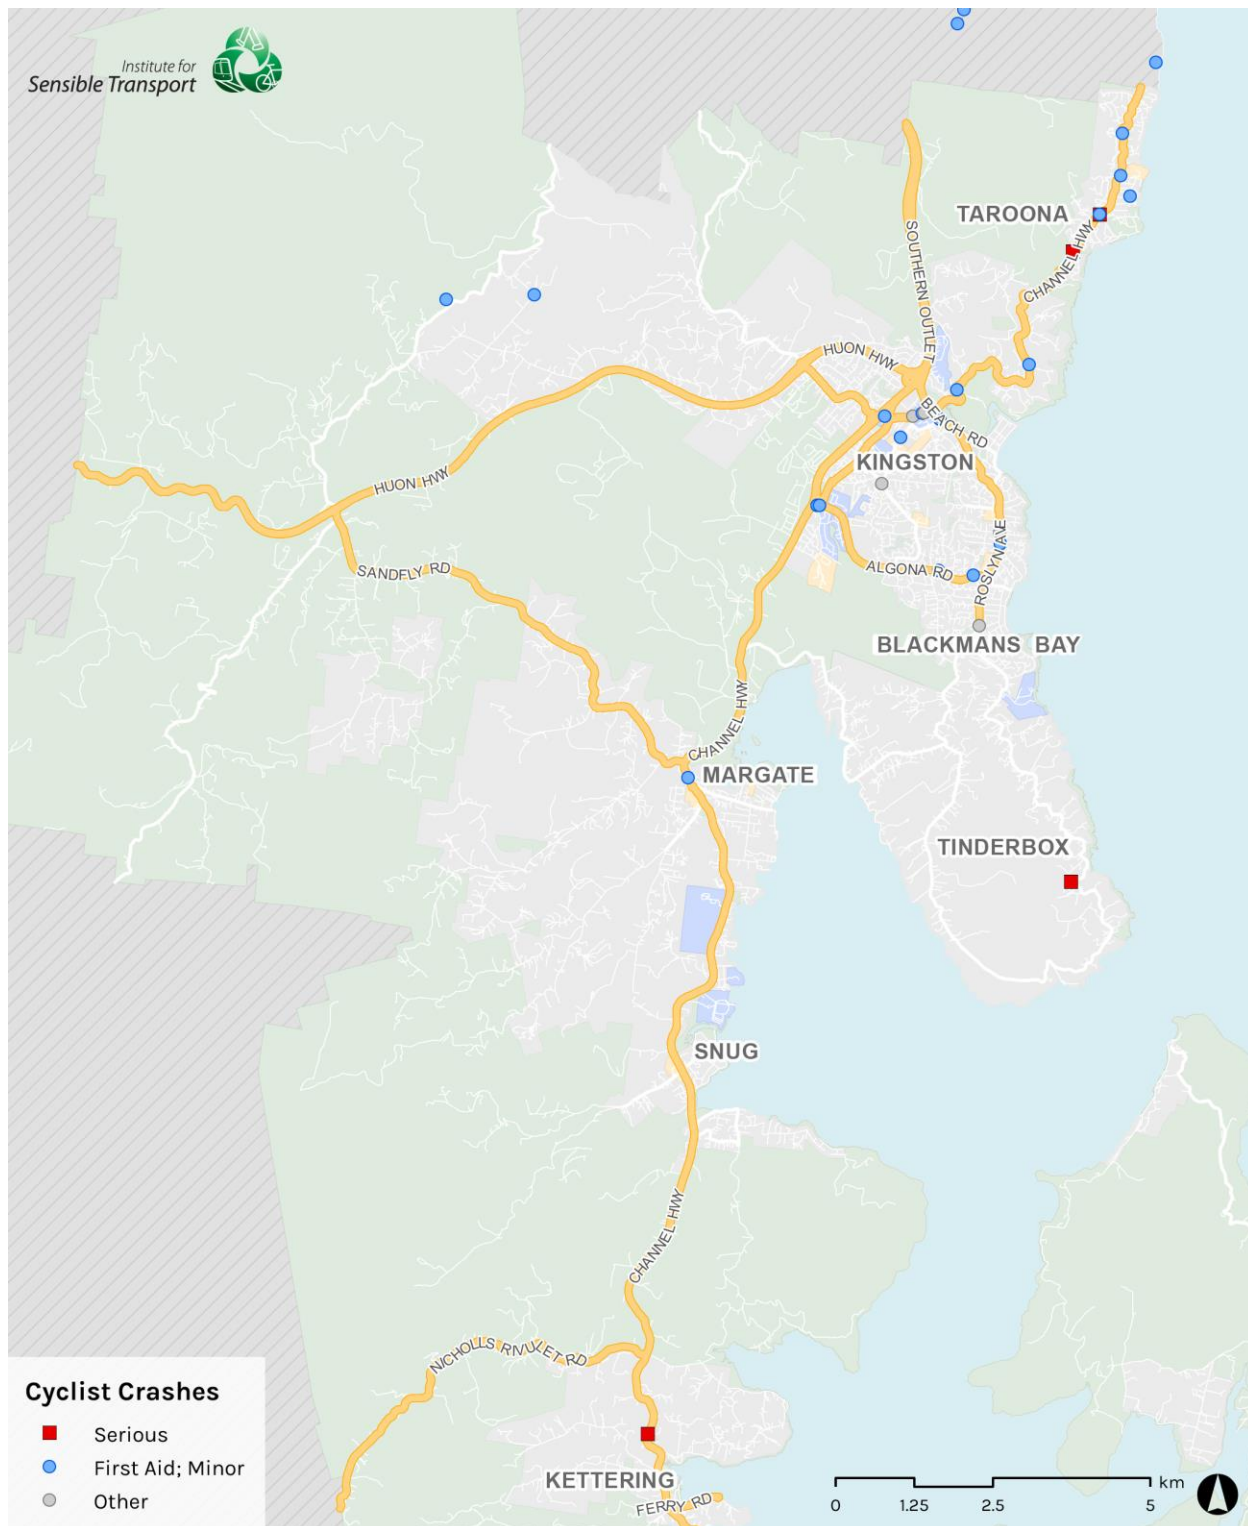 Institute for
Sensible Transport
TAROONA
CHANNEL HWY
SOUTHERN OUTLET
HUON HWY
BEACH RD
KINGSTON
HUON HWY
SANDFLY RD
ALGONA RD
ROSLYN AVE
BLACKMANS BAY
CHANNEL HWY
MARGATE
TINDERBOX
SNUG
CHANNEL HWY
NICHOLLS RIVULET RD
KETTERING
FERRY RD
Cyclist Crashes
Serious
First Aid; Minor
Other
km
0 1.25 2.5 5